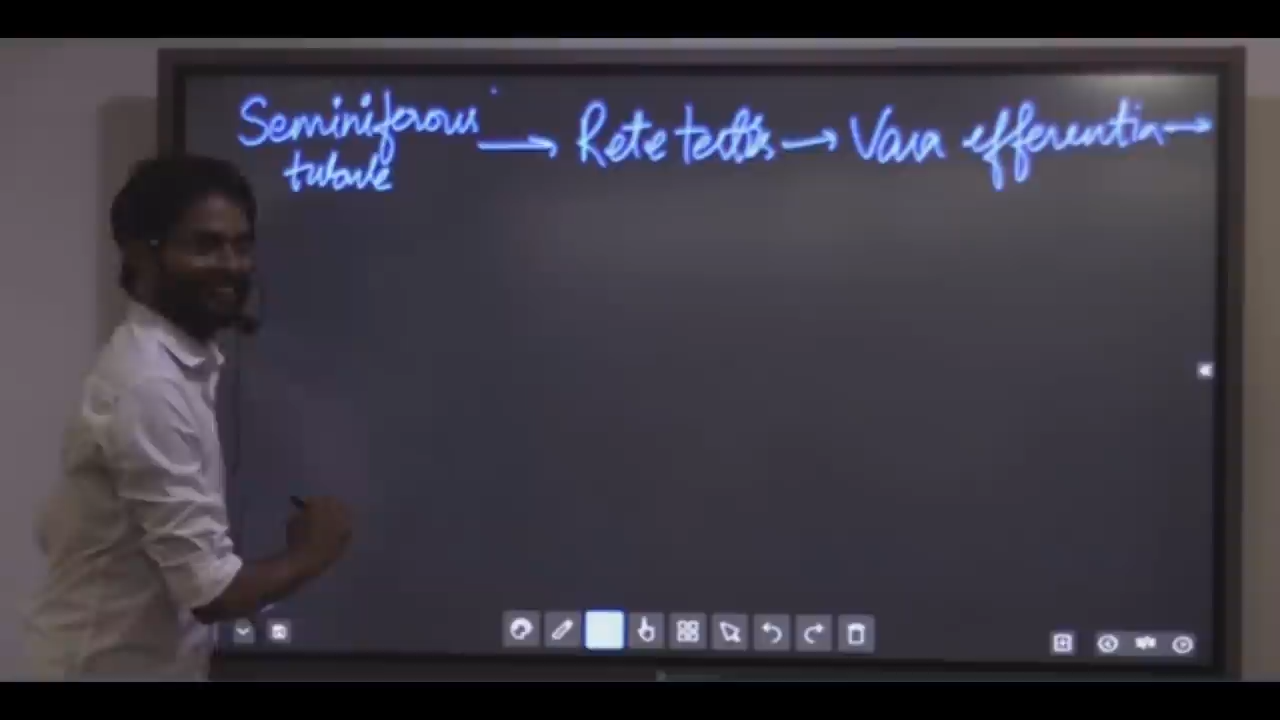 Seminiferous → Rete testis → Vasa efferentia →
tubule